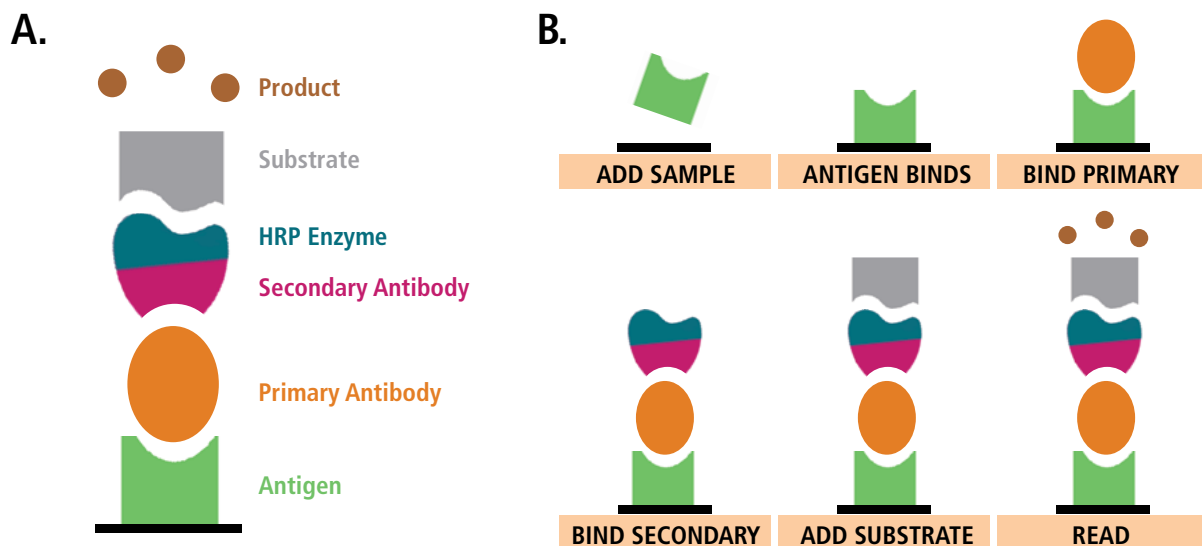 A.
Product
Substrate
HRP Enzyme
Secondary Antibody
Primary Antibody
Antigen
B.
ADD SAMPLE
ANTIGEN BINDS
BIND PRIMARY
BIND SECONDARY
ADD SUBSTRATE
READ